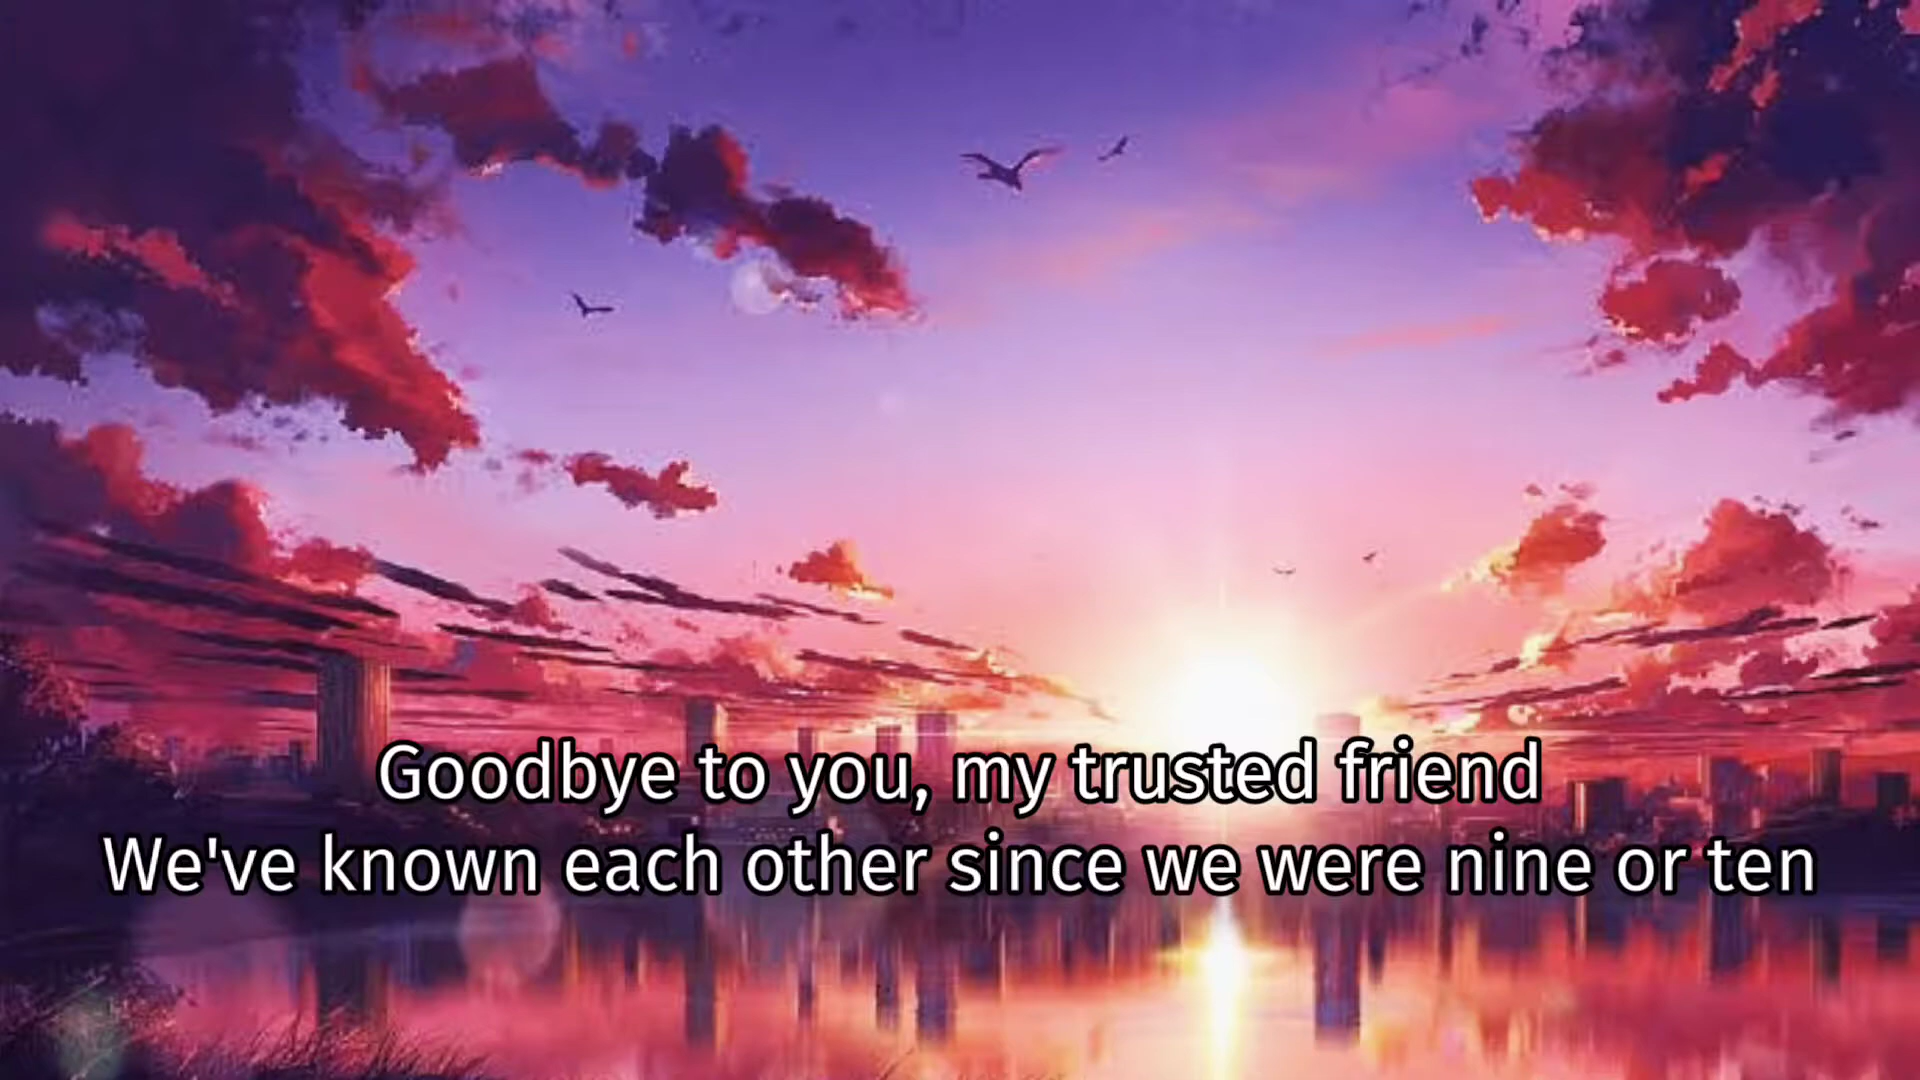 Goodbye to you, my trusted friend
We've known each other since we were nine or ten